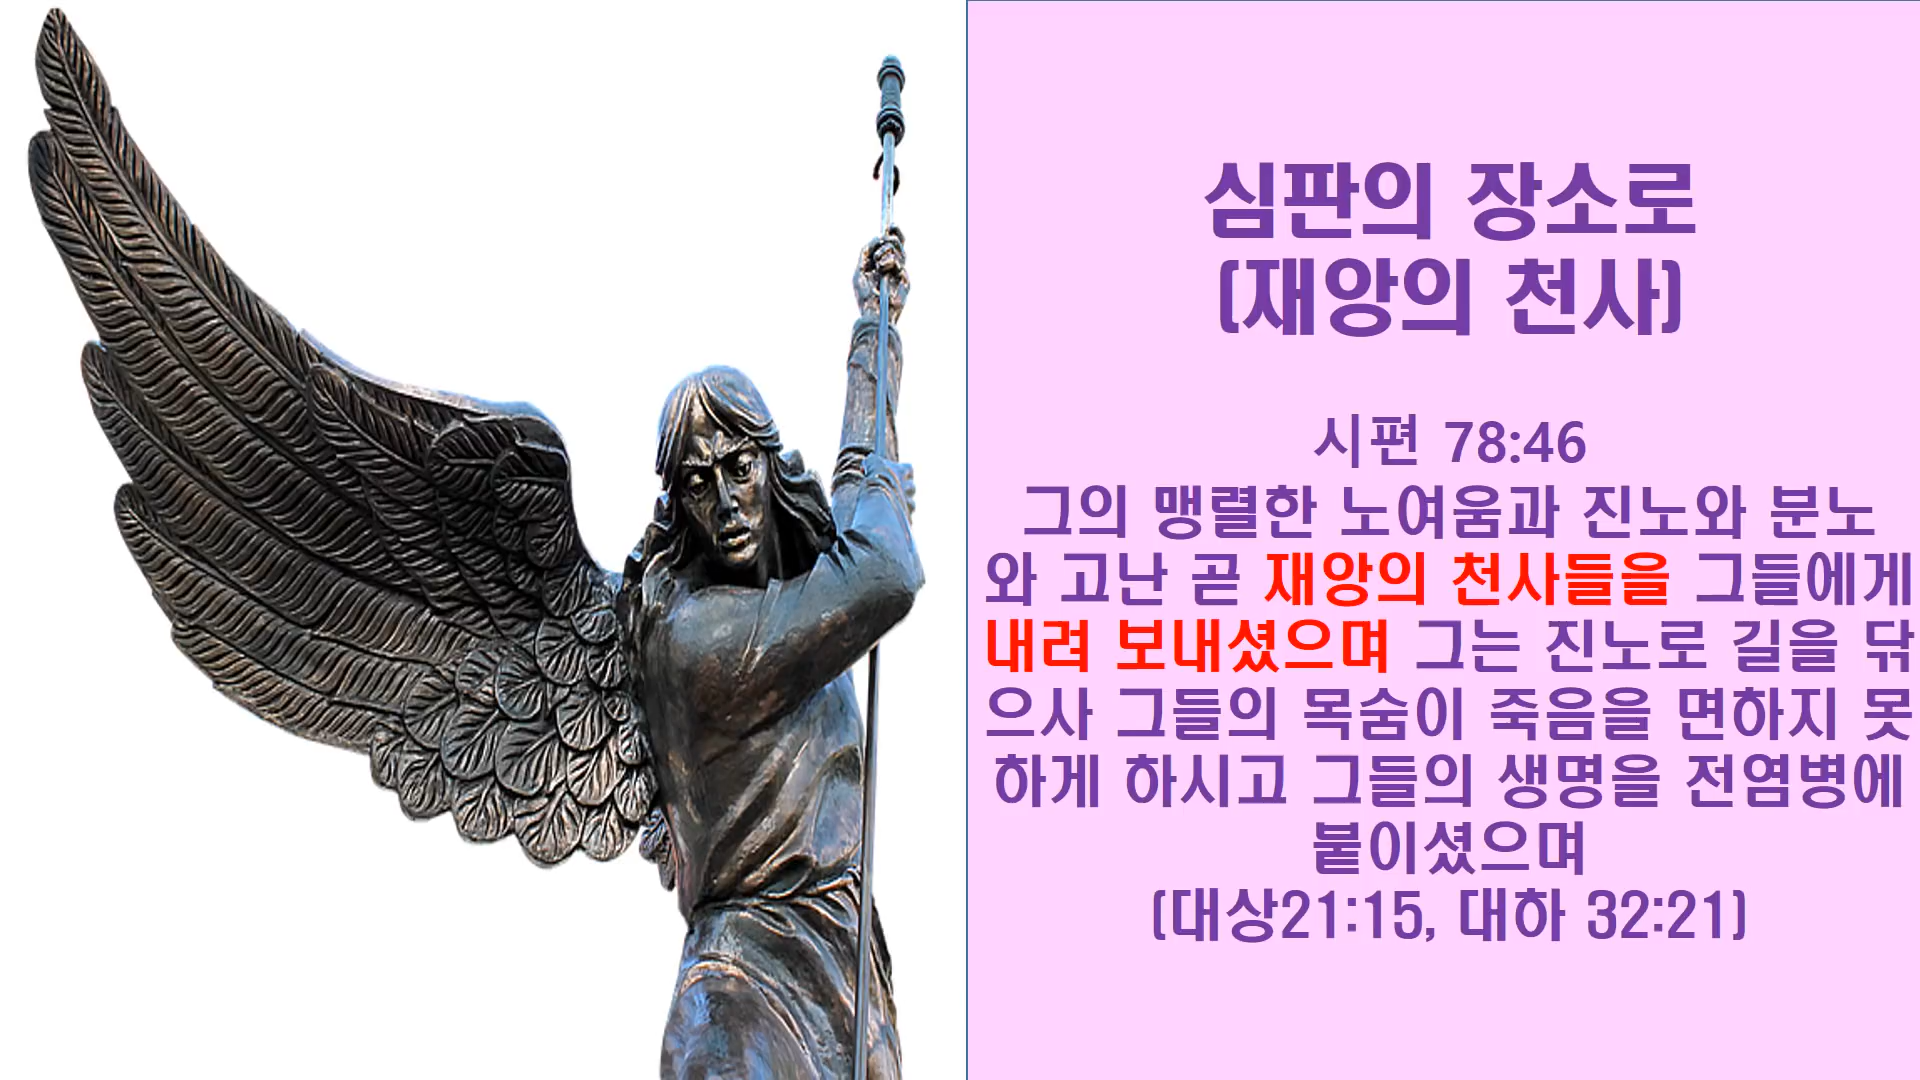 심판의 장소로
(재앙의 천사)
시편 78:46
그의 맹렬한 노여움과 진노와 분노
와 고난 곧 재앙의 천사들을 그들에게
내려 보내셨으며 그는 진노로 길을 닦
으사 그들의 목숨이 죽음을 면하지 못
하게 하시고 그들의 생명을 전염병에
붙이셨으며
(대상21:15, 대하 32:21)